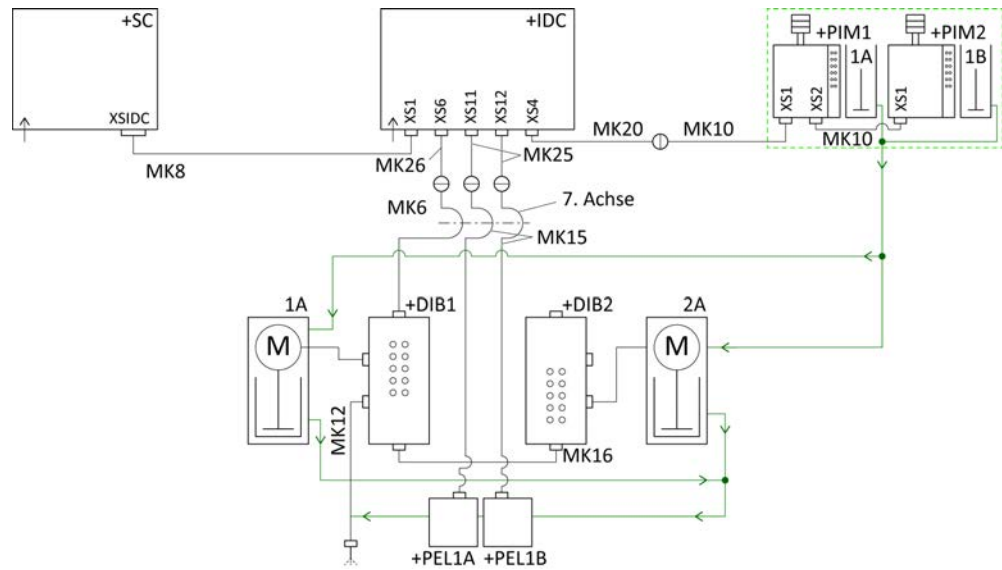 +SC
+IDC
+PIM1
+PIM2
1A
1B
XSIDC
XS1
XS6
XS11
XS12
XS4
XS1
XS2
XS1
MK8
MK26
MK25
MK20
MK10
MK10
MK6
7. Achse
MK15
1A
+DIB1
+DIB2
2A
M
M
MK12
MK16
+PEL1A
+PEL1B